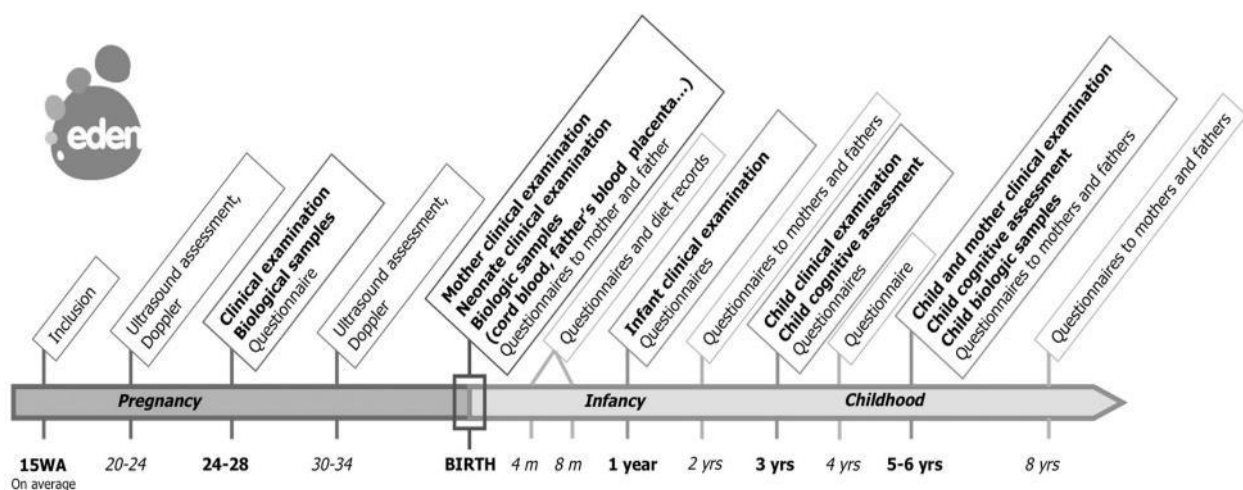 eden
Inclusion
Ultrasound assessment,
Doppler
Clinical examination
Biological samples
Questionnaire
Ultrasound assessment,
Doppler
Mother clinical examination
Neonate clinical examination
Biologic samples
(cord blood, father's blood placenta...)
Questionnaires to mother and father
Questionnaires and diet records
Infant clinical examination
Questionnaires
Questionnaires to mothers and fathers
Child clinical examination
Child cognitive assessment
Questionnaires
Questionnaire
Child and mother clinical examination
Child cognitive assessment
Child biologic samples
Questionnaires to mothers and fathers
Questionnaires to mothers and fathers
Pregnancy
Infancy
Childhood
15WA
On average
20-24
24-28
30-34
BIRTH
4 m
8 m
1 year
2 yrs
3 yrs
4 yrs
5-6 yrs
8 yrs